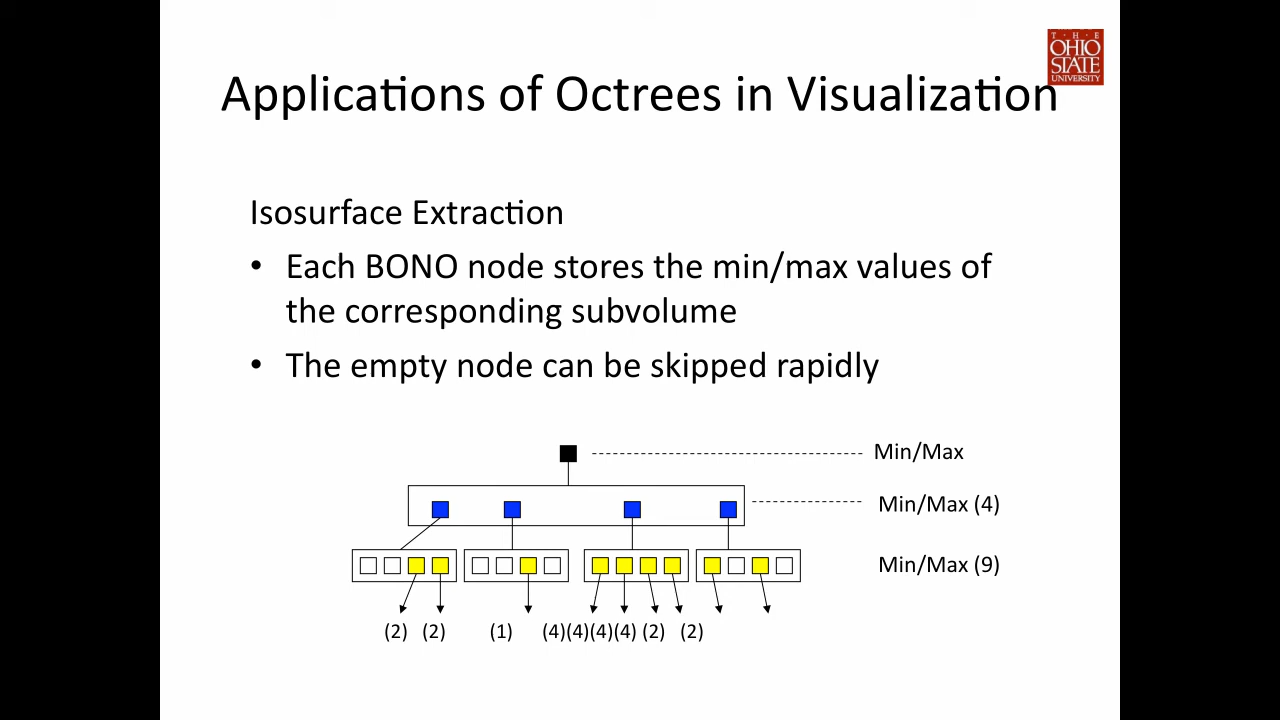 T · H · E
OHIO
STATE
UNIVERSITY
Applications of Octrees in Visualization
Isosurface Extraction
• Each BONO node stores the min/max values of
the corresponding subvolume
• The empty node can be skipped rapidly
Min/Max
Min/Max (4)
Min/Max (9)
(2) (2) (1) (4)(4)(4)(4) (2) (2)